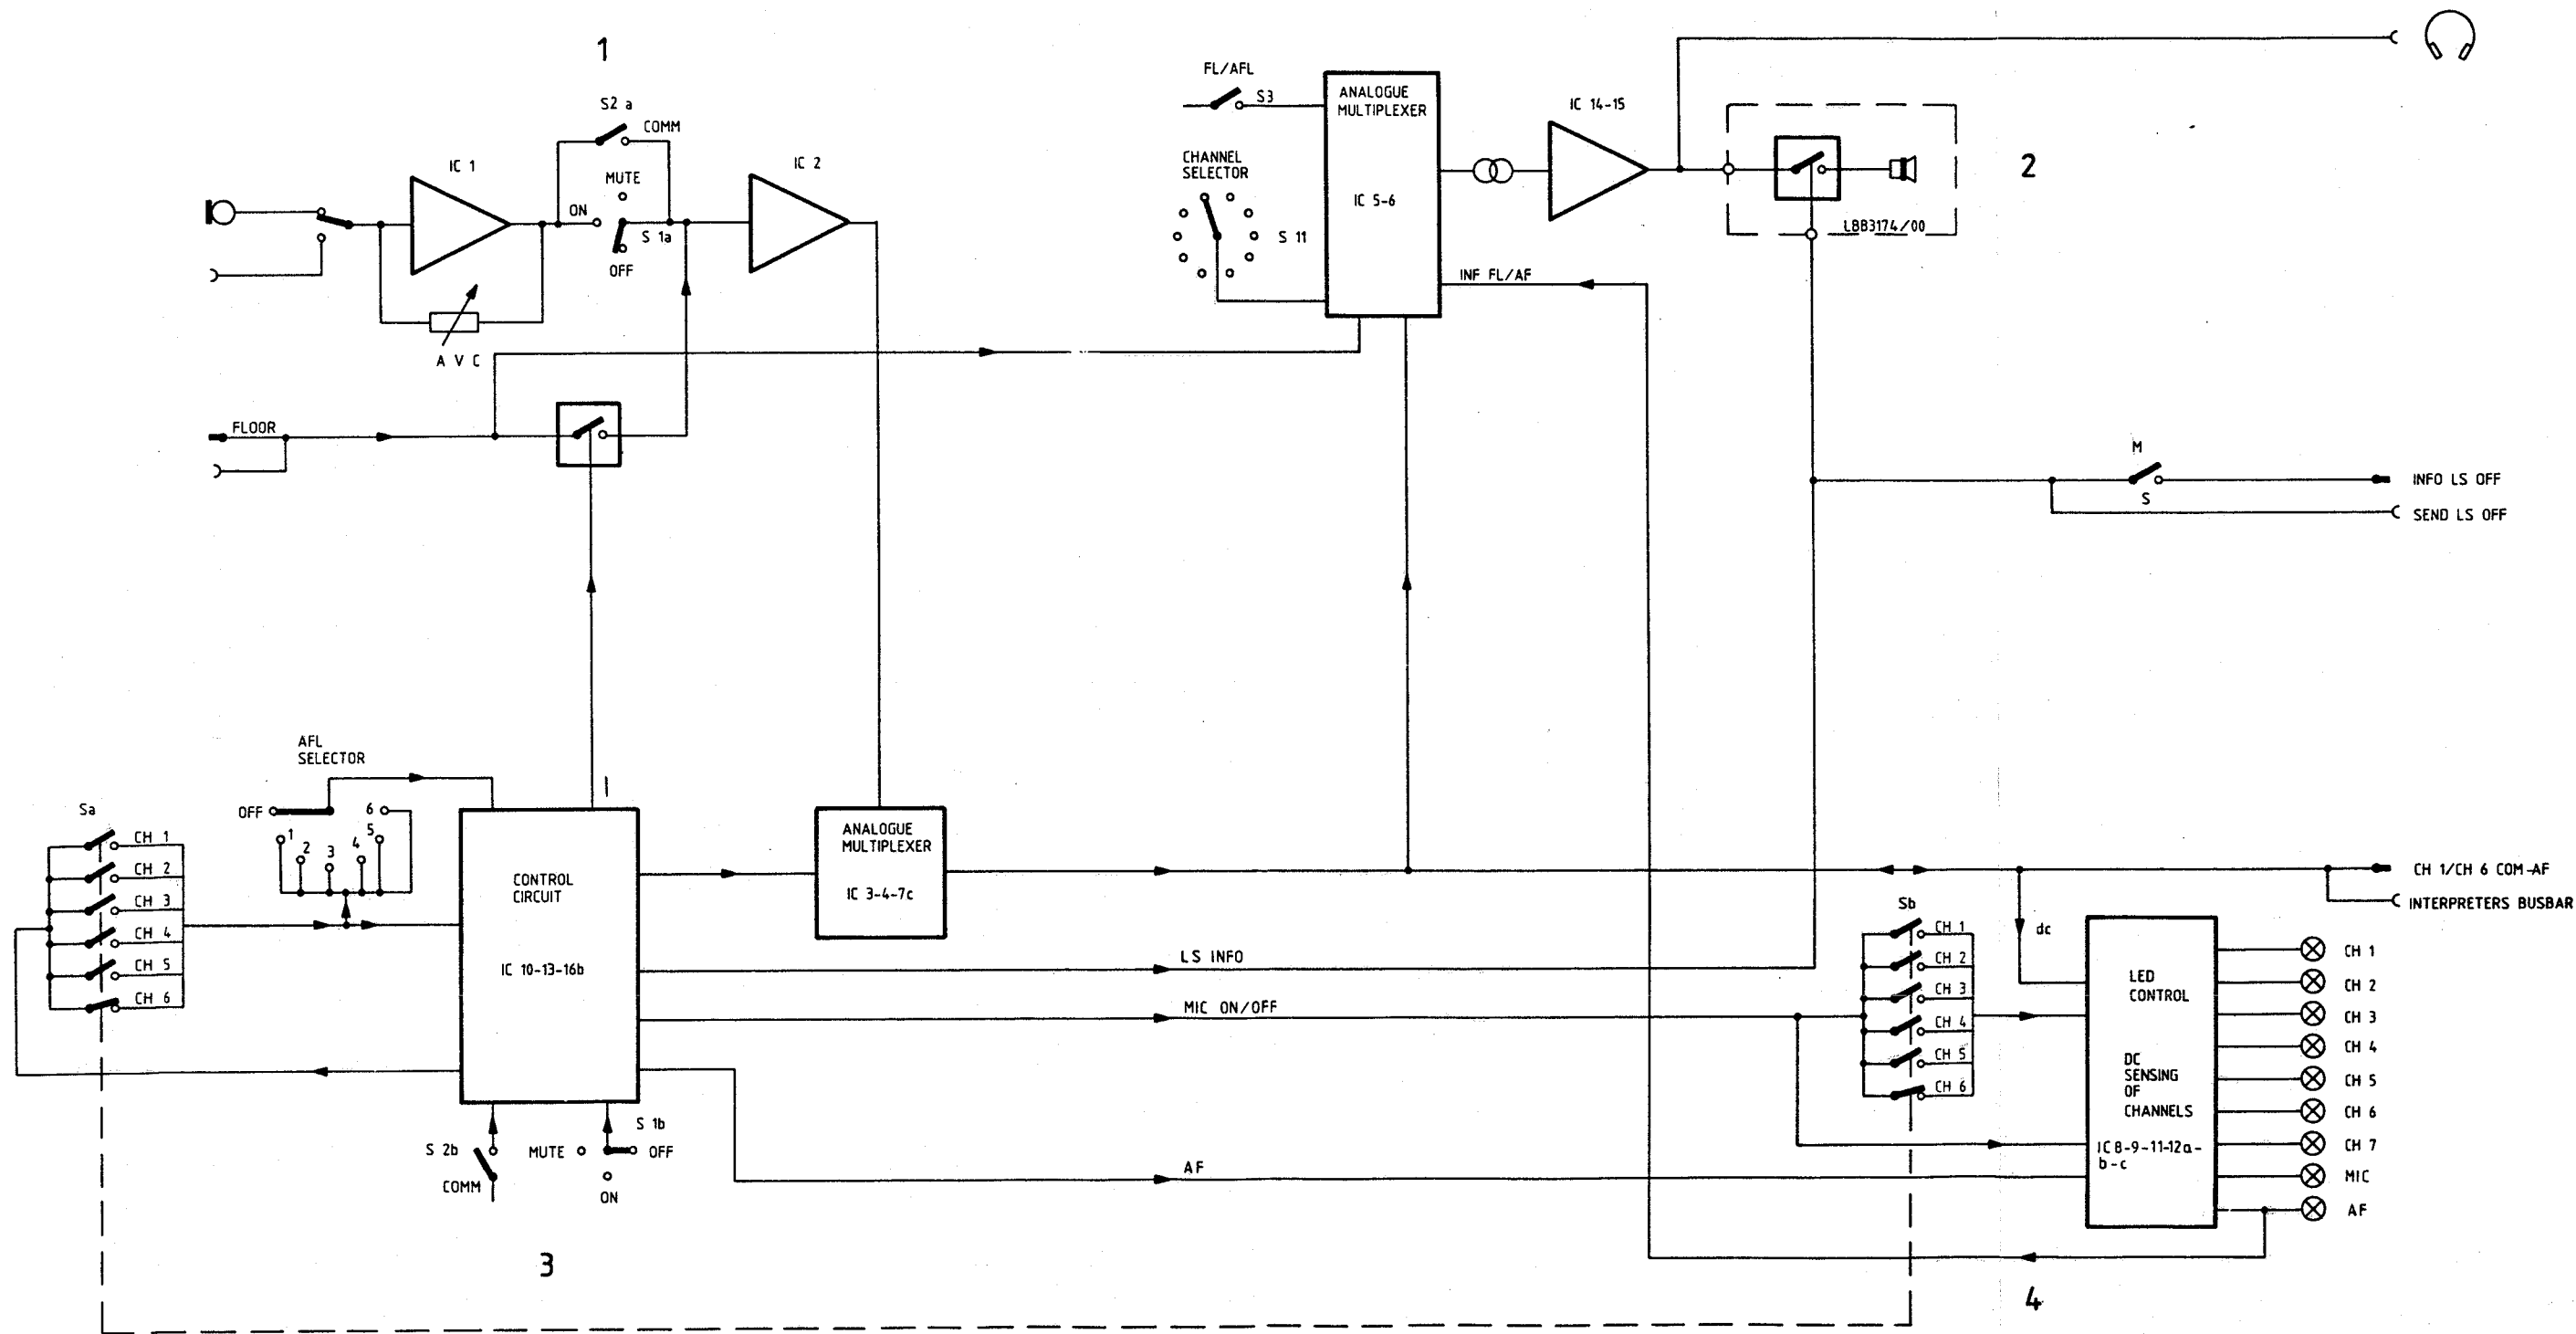 1
S2 a
COMM
IC 1
IC 2
MUTE
ON
S 1a
OFF
A V C
FLOOR
FL/AFL
S3
ANALOGUE
MULTIPLEXER
IC 5-6
CHANNEL
SELECTOR
S 11
INF FL/AF
IC 14-15
LBB3174/00
2
M
S
INFO LS OFF
SEND LS OFF
AFL
SELECTOR
OFF
1
2
3
4
5
6
Sa
CH 1
CH 2
CH 3
CH 4
CH 5
CH 6
CONTROL
CIRCUIT
IC 10-13-16b
ANALOGUE
MULTIPLEXER
IC 3-4-7c
LS INFO
MIC ON/OFF
AF
S 2b
COMM
S 1b
MUTE
OFF
ON
3
CH 1/CH 6 COM-AF
INTERPRETERS BUSBAR
dc
Sb
CH 1
CH 2
CH 3
CH 4
CH 5
CH 6
LED
CONTROL
DC
SENSING
OF
CHANNELS
IC 8-9-11-12a-
b-c
CH 1
CH 2
CH 3
CH 4
CH 5
CH 6
CH 7
MIC
AF
4